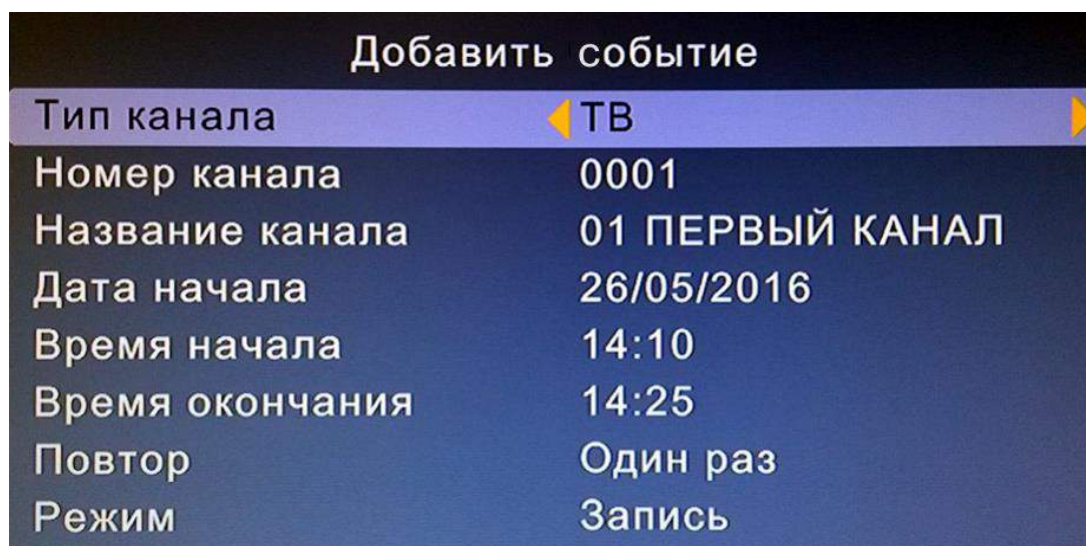 Добавить событие
Тип канала ТВ
Номер канала 0001
Название канала 01 ПЕРВЫЙ КАНАЛ
Дата начала 26/05/2016
Время начала 14:10
Время окончания 14:25
Повтор Один раз
Режим Запись